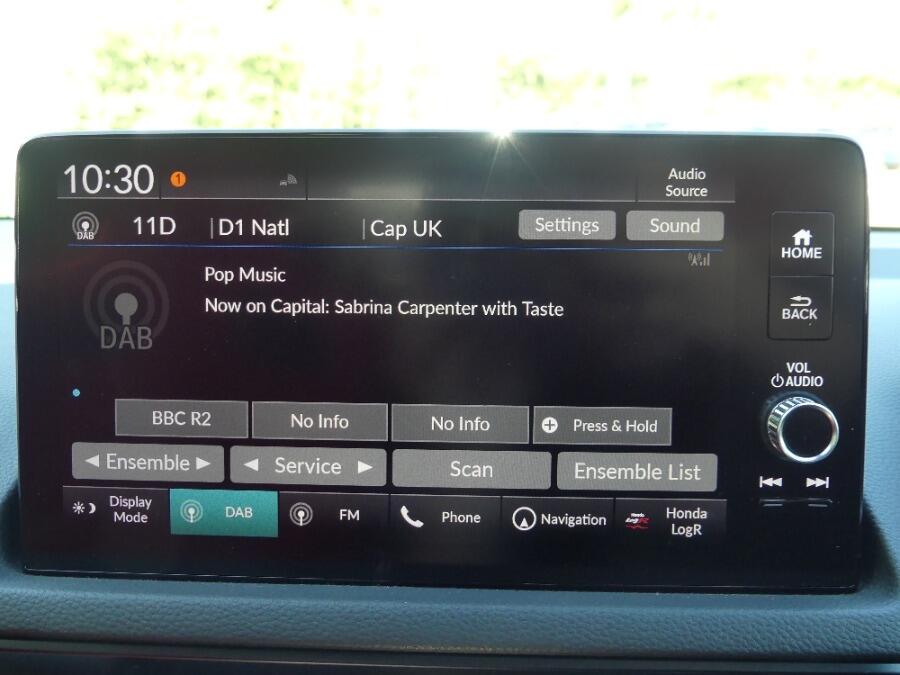 10:30 1 Audio Source
DAB 11D D1 Natl Cap UK Settings Sound
HOME
Pop Music
Now on Capital: Sabrina Carpenter with Taste
DAB
BACK
VOL
AUDIO
BBC R2 No Info No Info Press & Hold
Ensemble Service Scan Ensemble List
Display Mode DAB FM Phone Navigation Honda LogR Honda LogR